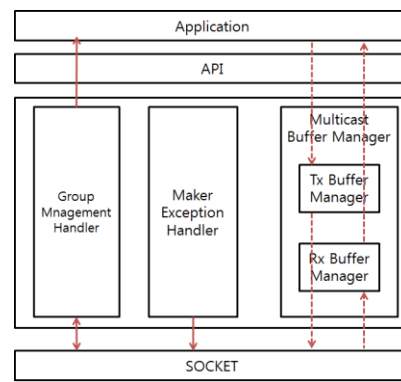 Application
API
Group
Mnagement
Handler
Maker
Exception
Handler
Multicast
Buffer Manager
Tx Buffer
Manager
Rx Buffer
Manager
SOCKET